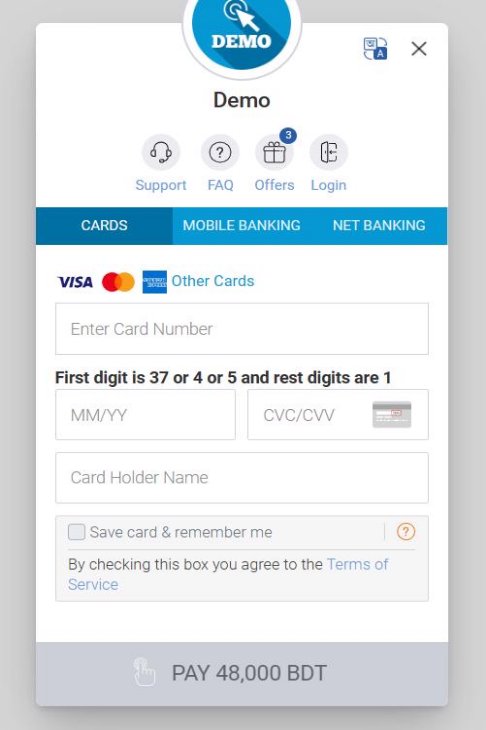 DEMO
Demo
3
Support FAQ Offers Login
CARDS MOBILE BANKING NET BANKING
VISA Other Cards
Enter Card Number
First digit is 37 or 4 or 5 and rest digits are 1
MM/YY CVC/CVV
Card Holder Name
Save card & remember me ?
By checking this box you agree to the Terms of
Service
PAY 48,000 BDT